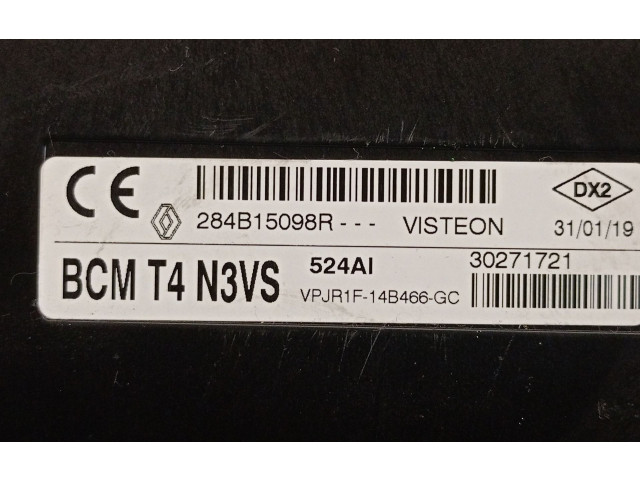 CE
DX2
284B15098R--- VISTEON 31/01/19
BCM T4 N3VS 524AI 30271721
VPJR1F-14B466-GC